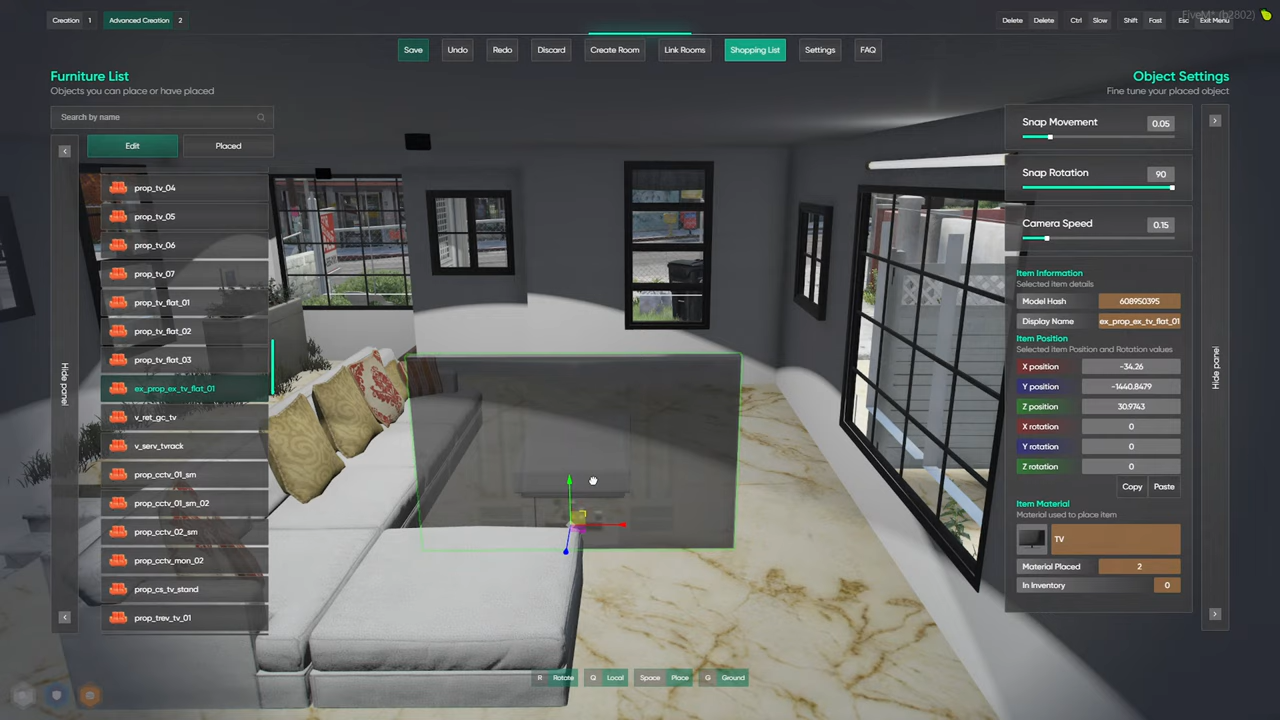 Creation 1 Advanced Creation 2
Delete Delete Ctrl Slow Shift Fast Esc Exit Menu
FiveM* (b2802)
Save Undo Redo Discard Create Room Link Rooms Shopping List Settings FAQ
Furniture List
Objects you can place or have placed
Search by name
Edit Placed
Hide panel
prop_tv_04
prop_tv_05
prop_tv_06
prop_tv_07
prop_tv_flat_01
prop_tv_flat_02
prop_tv_flat_03
ex_prop_ex_tv_flat_01
v_ret_gc_tv
v_serv_tvrack
prop_cctv_01_sm
prop_cctv_01_sm_02
prop_cctv_02_sm
prop_cctv_mon_02
prop_cs_tv_stand
prop_trev_tv_01
Object Settings
Fine tune your placed object
Snap Movement 0.05
Snap Rotation 90
Camera Speed 0.15
Item Information
Selected item details
Model Hash 608950395
Display Name ex_prop_ex_tv_flat_01
Item Position
Selected item Position and Rotation values
X position -34.26
Y position -1440.8479
Z position 30.9743
X rotation 0
Y rotation 0
Z rotation 0
Copy Paste
Item Material
Material used to place item
TV
Material Placed 2
In Inventory 0
Hide panel
R Rotate Q Local Space Place G Ground